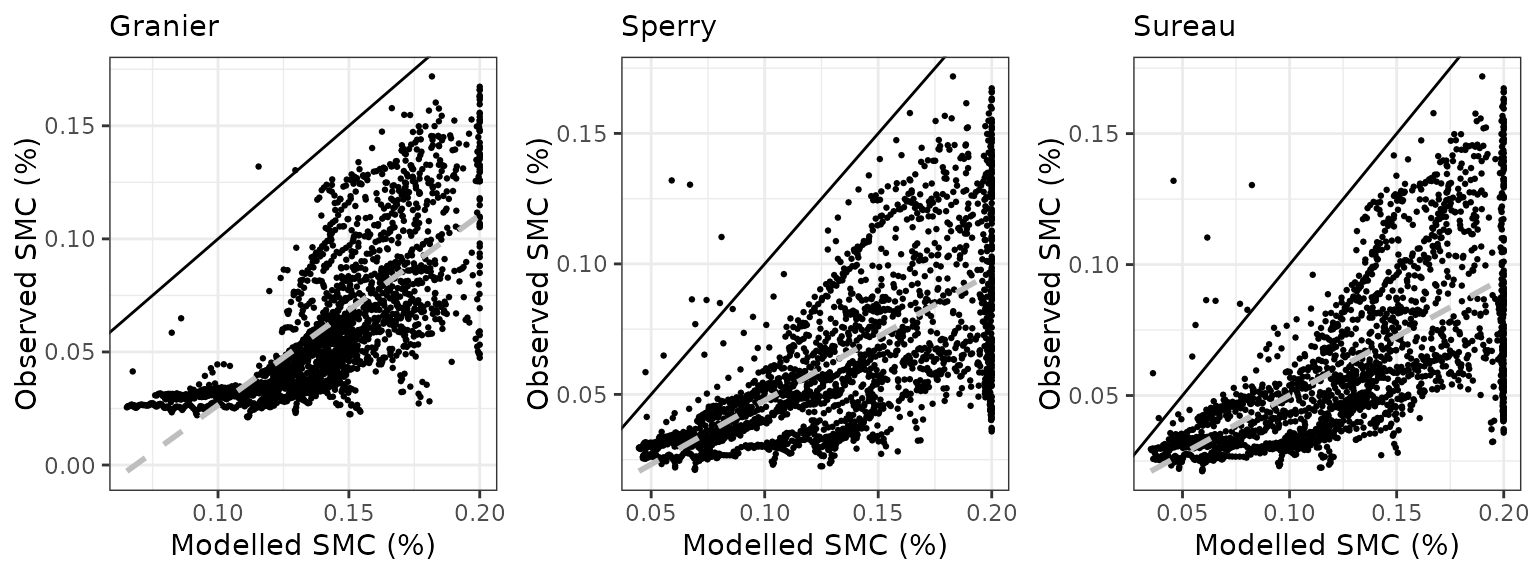 Granier
Observed SMC (%)
0.15
0.10
0.05
0.00
0.10 0.15 0.20
Modelled SMC (%)
Sperry
Observed SMC (%)
0.15
0.10
0.05
0.05 0.10 0.15 0.20
Modelled SMC (%)
Sureau
Observed SMC (%)
0.15
0.10
0.05
0.05 0.10 0.15 0.20
Modelled SMC (%)